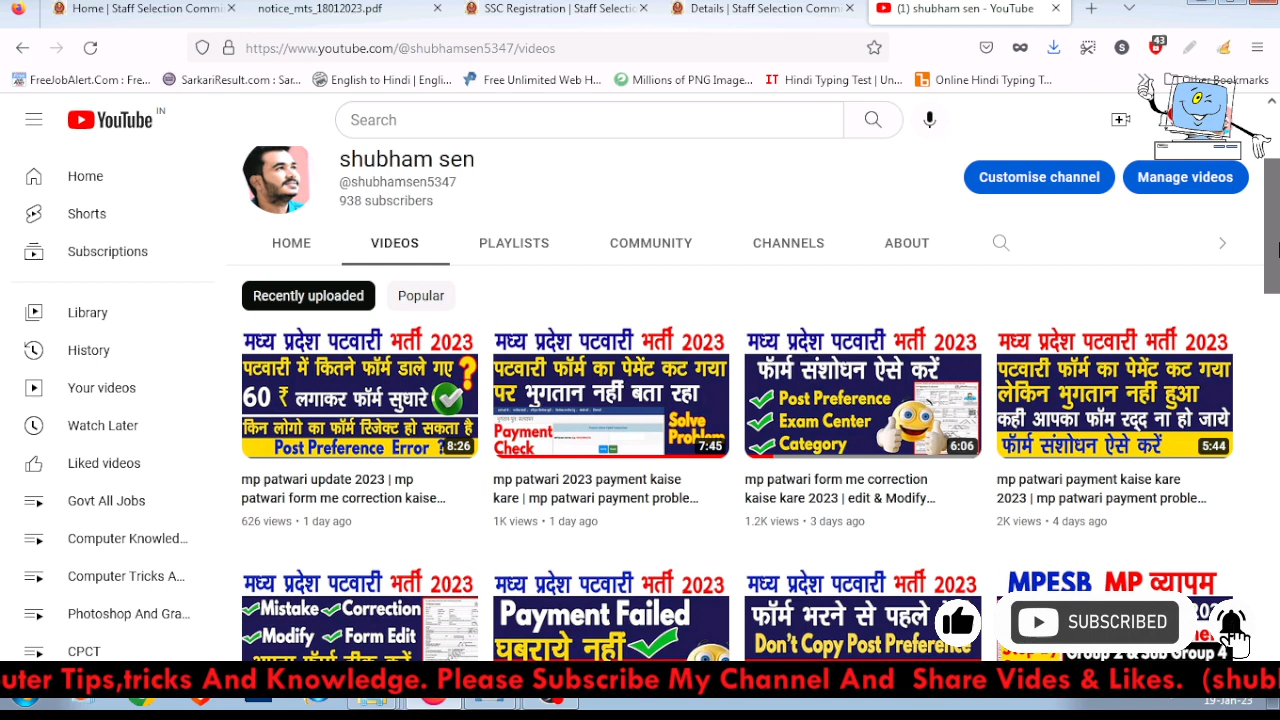 Home | Staff Selection Commi
notice_mts_18012023.pdf
SSC Registration | Staff Selectio
Details | Staff Selection Comm
(1) shubham sen - YouTube
https://www.youtube.com/@shubhamsen5347/videos
43
S
FreeJobAlert.Com : Fre...
SarkariResult.com : Sar...
English to Hindi | Engli...
Free Unlimited Web H...
Millions of PNG Image...
IT Hindi Typing Test | Un...
Online Hindi Typing T...
Other Bookmarks
YouTube IN
Search
shubham sen
@shubhamsen5347
938 subscribers
Customise channel
Manage videos
Home
Shorts
Subscriptions
Library
History
Your videos
Watch Later
Liked videos
Govt All Jobs
Computer Knowled...
Computer Tricks A...
Photoshop And Gra...
CPCT
HOME
VIDEOS
PLAYLISTS
COMMUNITY
CHANNELS
ABOUT
Recently uploaded
Popular
मध्य प्रदेश पटवारी भर्ती 2023
पटवारी में कितने फॉर्म डाले गए ?
60 ₹ लगाकर फॉर्म सुधारे
किन लोगो का फॉर्म रिजेक्ट हो सकता है
Post Preference Error ?
8:26
mp patwari update 2023 | mp
patwari form me correction kaise...
626 views • 1 day ago
मध्य प्रदेश पटवारी भर्ती 2023
पटवारी फॉर्म का पेमेंट कट गया
पर भुगतान नहीं बता रहा
Payment
Check
Solve
Problem
7:45
mp patwari 2023 payment kaise
kare | mp patwari payment proble...
1K views • 1 day ago
मध्य प्रदेश पटवारी भर्ती 2023
फॉर्म संशोधन ऐसे करें
Post Preference
Exam Center
Category
6:06
mp patwari form me correction
kaise kare 2023 | edit & Modify...
1.2K views • 3 days ago
मध्य प्रदेश पटवारी भर्ती 2023
पटवारी फॉर्म का पेमेंट कट गया
लेकिन भुगतान नहीं हुआ
कही आपका फॉम रद्द ना हो जाये
फॉर्म संशोधन ऐसे करें
5:44
mp patwari payment kaise kare
2023 | mp patwari payment proble...
2K views • 4 days ago
मध्य प्रदेश पटवारी भर्ती 2023
Mistake Correction
Modify Form Edit
मध्य प्रदेश पटवारी भर्ती 2023
Payment Failed
घबराये नहीं
मध्य प्रदेश पटवारी भर्ती 2023
फॉर्म भरने से पहले
Don't Copy Post Preference
MPESB MP व्यापम
Group 2 & Sub Group 4
SUBSCRIBED
uter Tips,tricks And Knowledge. Please Subscribe My Channel And Share Vides & Likes. (shub
19-Jan-23